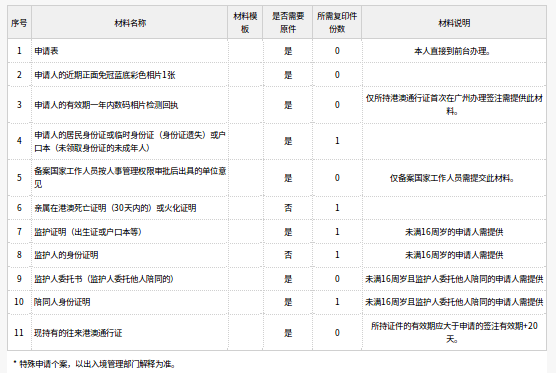 序号 材料名称 材料模板 是否需要原件 所需复印件份数 材料说明
1 申请表 是 0 本人直接到前台办理。
2 申请人的近期正面免冠蓝底彩色相片1张 是 0
3 申请人的有效期一年内数码相片检测回执 是 0 仅所持港澳通行证首次在广州办理签注需提供此材料。
4 申请人的居民身份证或临时身份证（身份证遗失）或户口本（未领取身份证的未成年人） 是 1
5 备案国家工作人员按人事管理权限审批后出具的单位意见 是 0 仅备案国家工作人员需提交此材料。
6 亲属在港澳死亡证明（30天内的）或火化证明 否 1
7 监护证明（出生证或户口本等） 是 1 未满16周岁的申请人需提供
8 监护人的身份证明 否 1 未满16周岁的申请人需提供
9 监护人委托书（监护人委托他人陪同的） 是 0 未满16周岁且监护人委托他人陪同的申请人需提供
10 陪同人身份证明 是 1 未满16周岁且监护人委托他人陪同的申请人需提供
11 现持有的往来港澳通行证 是 0 所持证件的有效期应大于申请的签注有效期+20天。
* 特殊申请个案，以出入境管理部门解释为准。